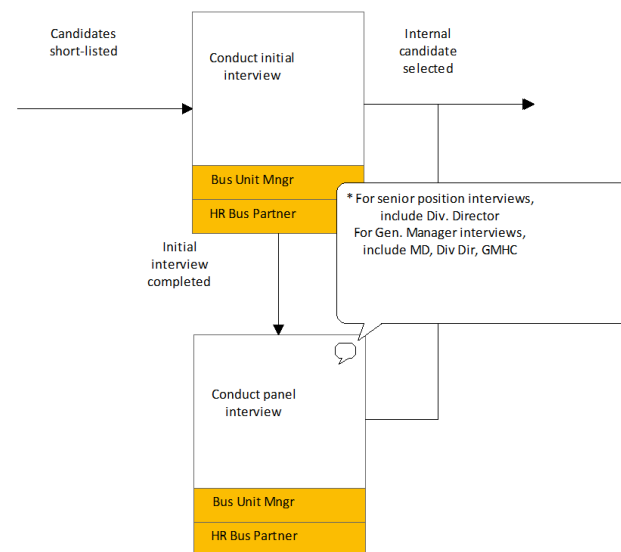 Candidates
short-listed
Conduct initial
interview
Internal
candidate
selected
Bus Unit Mngr
HR Bus Partner
* For senior position interviews,
include Div. Director
For Gen. Manager interviews,
include MD, Div Dir, GMHC
Initial
interview
completed
Conduct panel
interview
Bus Unit Mngr
HR Bus Partner